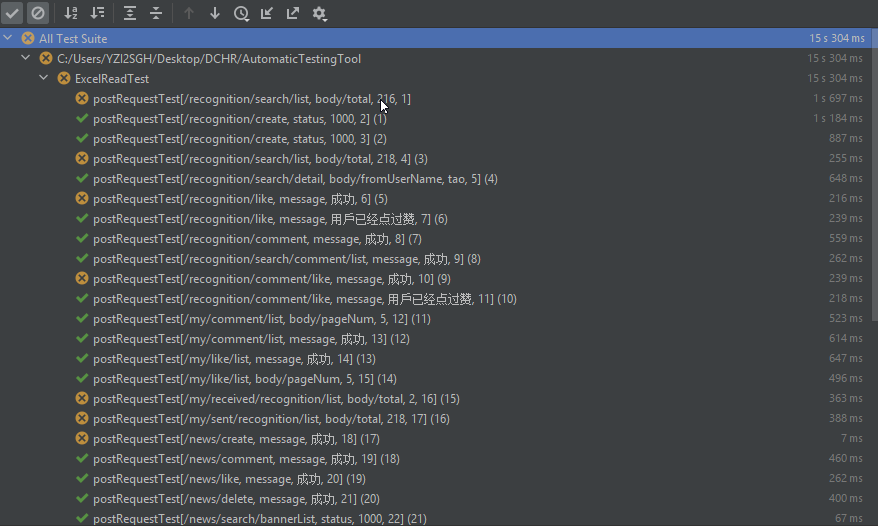 All Test Suite 15 s 304 ms
C:/Users/YZI2SGH/Desktop/DCHR/AutomaticTestingTool 15 s 304 ms
ExcelReadTest 15 s 304 ms
postRequestTest[/recognition/search/list, body/total, 216, 1] 1 s 697 ms
postRequestTest[/recognition/create, status, 1000, 2] (1) 1 s 184 ms
postRequestTest[/recognition/create, status, 1000, 3] (2) 887 ms
postRequestTest[/recognition/search/list, body/total, 218, 4] (3) 255 ms
postRequestTest[/recognition/search/detail, body/fromUserName, tao, 5] (4) 648 ms
postRequestTest[/recognition/like, message, 成功, 6] (5) 216 ms
postRequestTest[/recognition/like, message, 用戶已经点过赞, 7] (6) 239 ms
postRequestTest[/recognition/comment, message, 成功, 8] (7) 559 ms
postRequestTest[/recognition/search/comment/list, message, 成功, 9] (8) 262 ms
postRequestTest[/recognition/comment/like, message, 成功, 10] (9) 239 ms
postRequestTest[/recognition/comment/like, message, 用戶已经点过赞, 11] (10) 218 ms
postRequestTest[/my/comment/list, body/pageNum, 5, 12] (11) 523 ms
postRequestTest[/my/comment/list, message, 成功, 13] (12) 614 ms
postRequestTest[/my/like/list, message, 成功, 14] (13) 647 ms
postRequestTest[/my/like/list, body/pageNum, 5, 15] (14) 496 ms
postRequestTest[/my/received/recognition/list, body/total, 2, 16] (15) 363 ms
postRequestTest[/my/sent/recognition/list, body/total, 218, 17] (16) 388 ms
postRequestTest[/news/create, message, 成功, 18] (17) 7 ms
postRequestTest[/news/comment, message, 成功, 19] (18) 460 ms
postRequestTest[/news/like, message, 成功, 20] (19) 262 ms
postRequestTest[/news/delete, message, 成功, 21] (20) 400 ms
postRequestTest[/news/search/bannerList, status, 1000, 22] (21) 67 ms